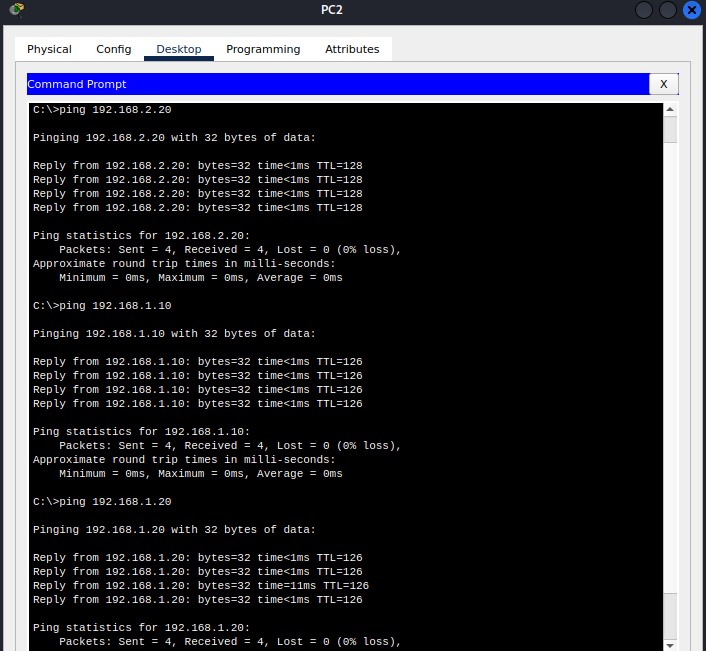 PC2
Physical Config Desktop Programming Attributes
Command Prompt X
C:\>ping 192.168.2.20
Pinging 192.168.2.20 with 32 bytes of data:
Reply from 192.168.2.20: bytes=32 time<1ms TTL=128
Reply from 192.168.2.20: bytes=32 time<1ms TTL=128
Reply from 192.168.2.20: bytes=32 time<1ms TTL=128
Reply from 192.168.2.20: bytes=32 time<1ms TTL=128
Ping statistics for 192.168.2.20:
    Packets: Sent = 4, Received = 4, Lost = 0 (0% loss),
Approximate round trip times in milli-seconds:
    Minimum = 0ms, Maximum = 0ms, Average = 0ms
C:\>ping 192.168.1.10
Pinging 192.168.1.10 with 32 bytes of data:
Reply from 192.168.1.10: bytes=32 time<1ms TTL=126
Reply from 192.168.1.10: bytes=32 time<1ms TTL=126
Reply from 192.168.1.10: bytes=32 time<1ms TTL=126
Reply from 192.168.1.10: bytes=32 time<1ms TTL=126
Ping statistics for 192.168.1.10:
    Packets: Sent = 4, Received = 4, Lost = 0 (0% loss),
Approximate round trip times in milli-seconds:
    Minimum = 0ms, Maximum = 0ms, Average = 0ms
C:\>ping 192.168.1.20
Pinging 192.168.1.20 with 32 bytes of data:
Reply from 192.168.1.20: bytes=32 time<1ms TTL=126
Reply from 192.168.1.20: bytes=32 time<1ms TTL=126
Reply from 192.168.1.20: bytes=32 time=11ms TTL=126
Reply from 192.168.1.20: bytes=32 time<1ms TTL=126
Ping statistics for 192.168.1.20:
    Packets: Sent = 4, Received = 4, Lost = 0 (0% loss),